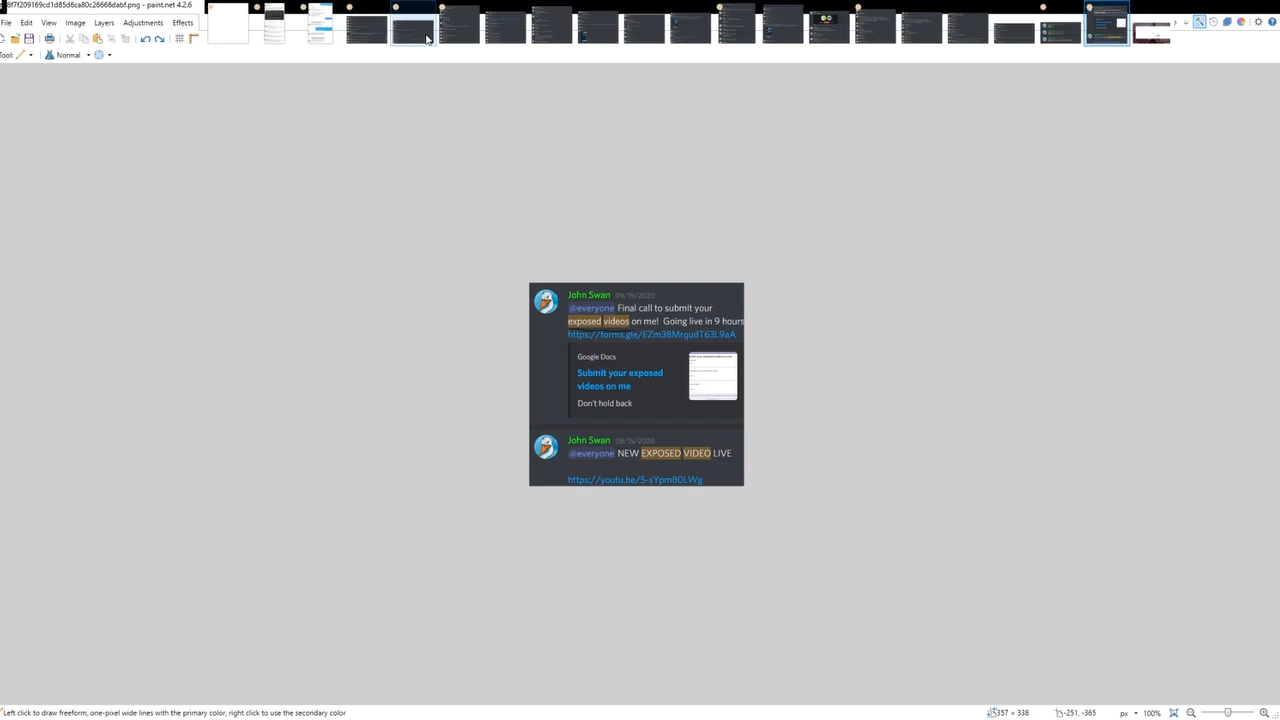 8f7f209169cd1d85d6ca80c26668dabf.png - paint.net 4.2.6
File Edit View Image Layers Adjustments Effects
Tool: Normal
John Swan 09/19/2020
@everyone Final call to submit your
exposed videos on me! Going live in 9 hours
https://forms.gle/EZm38MrqudT63L9aA
Google Docs
Submit your exposed
videos on me
Don't hold back
John Swan 08/15/2020
@everyone NEW EXPOSED VIDEO LIVE
https://youtu.be/5-sYpmB0LWg
Left click to draw freeform, one-pixel wide lines with the primary color, right click to use the secondary color
357 × 338 -251, -365 px 100%